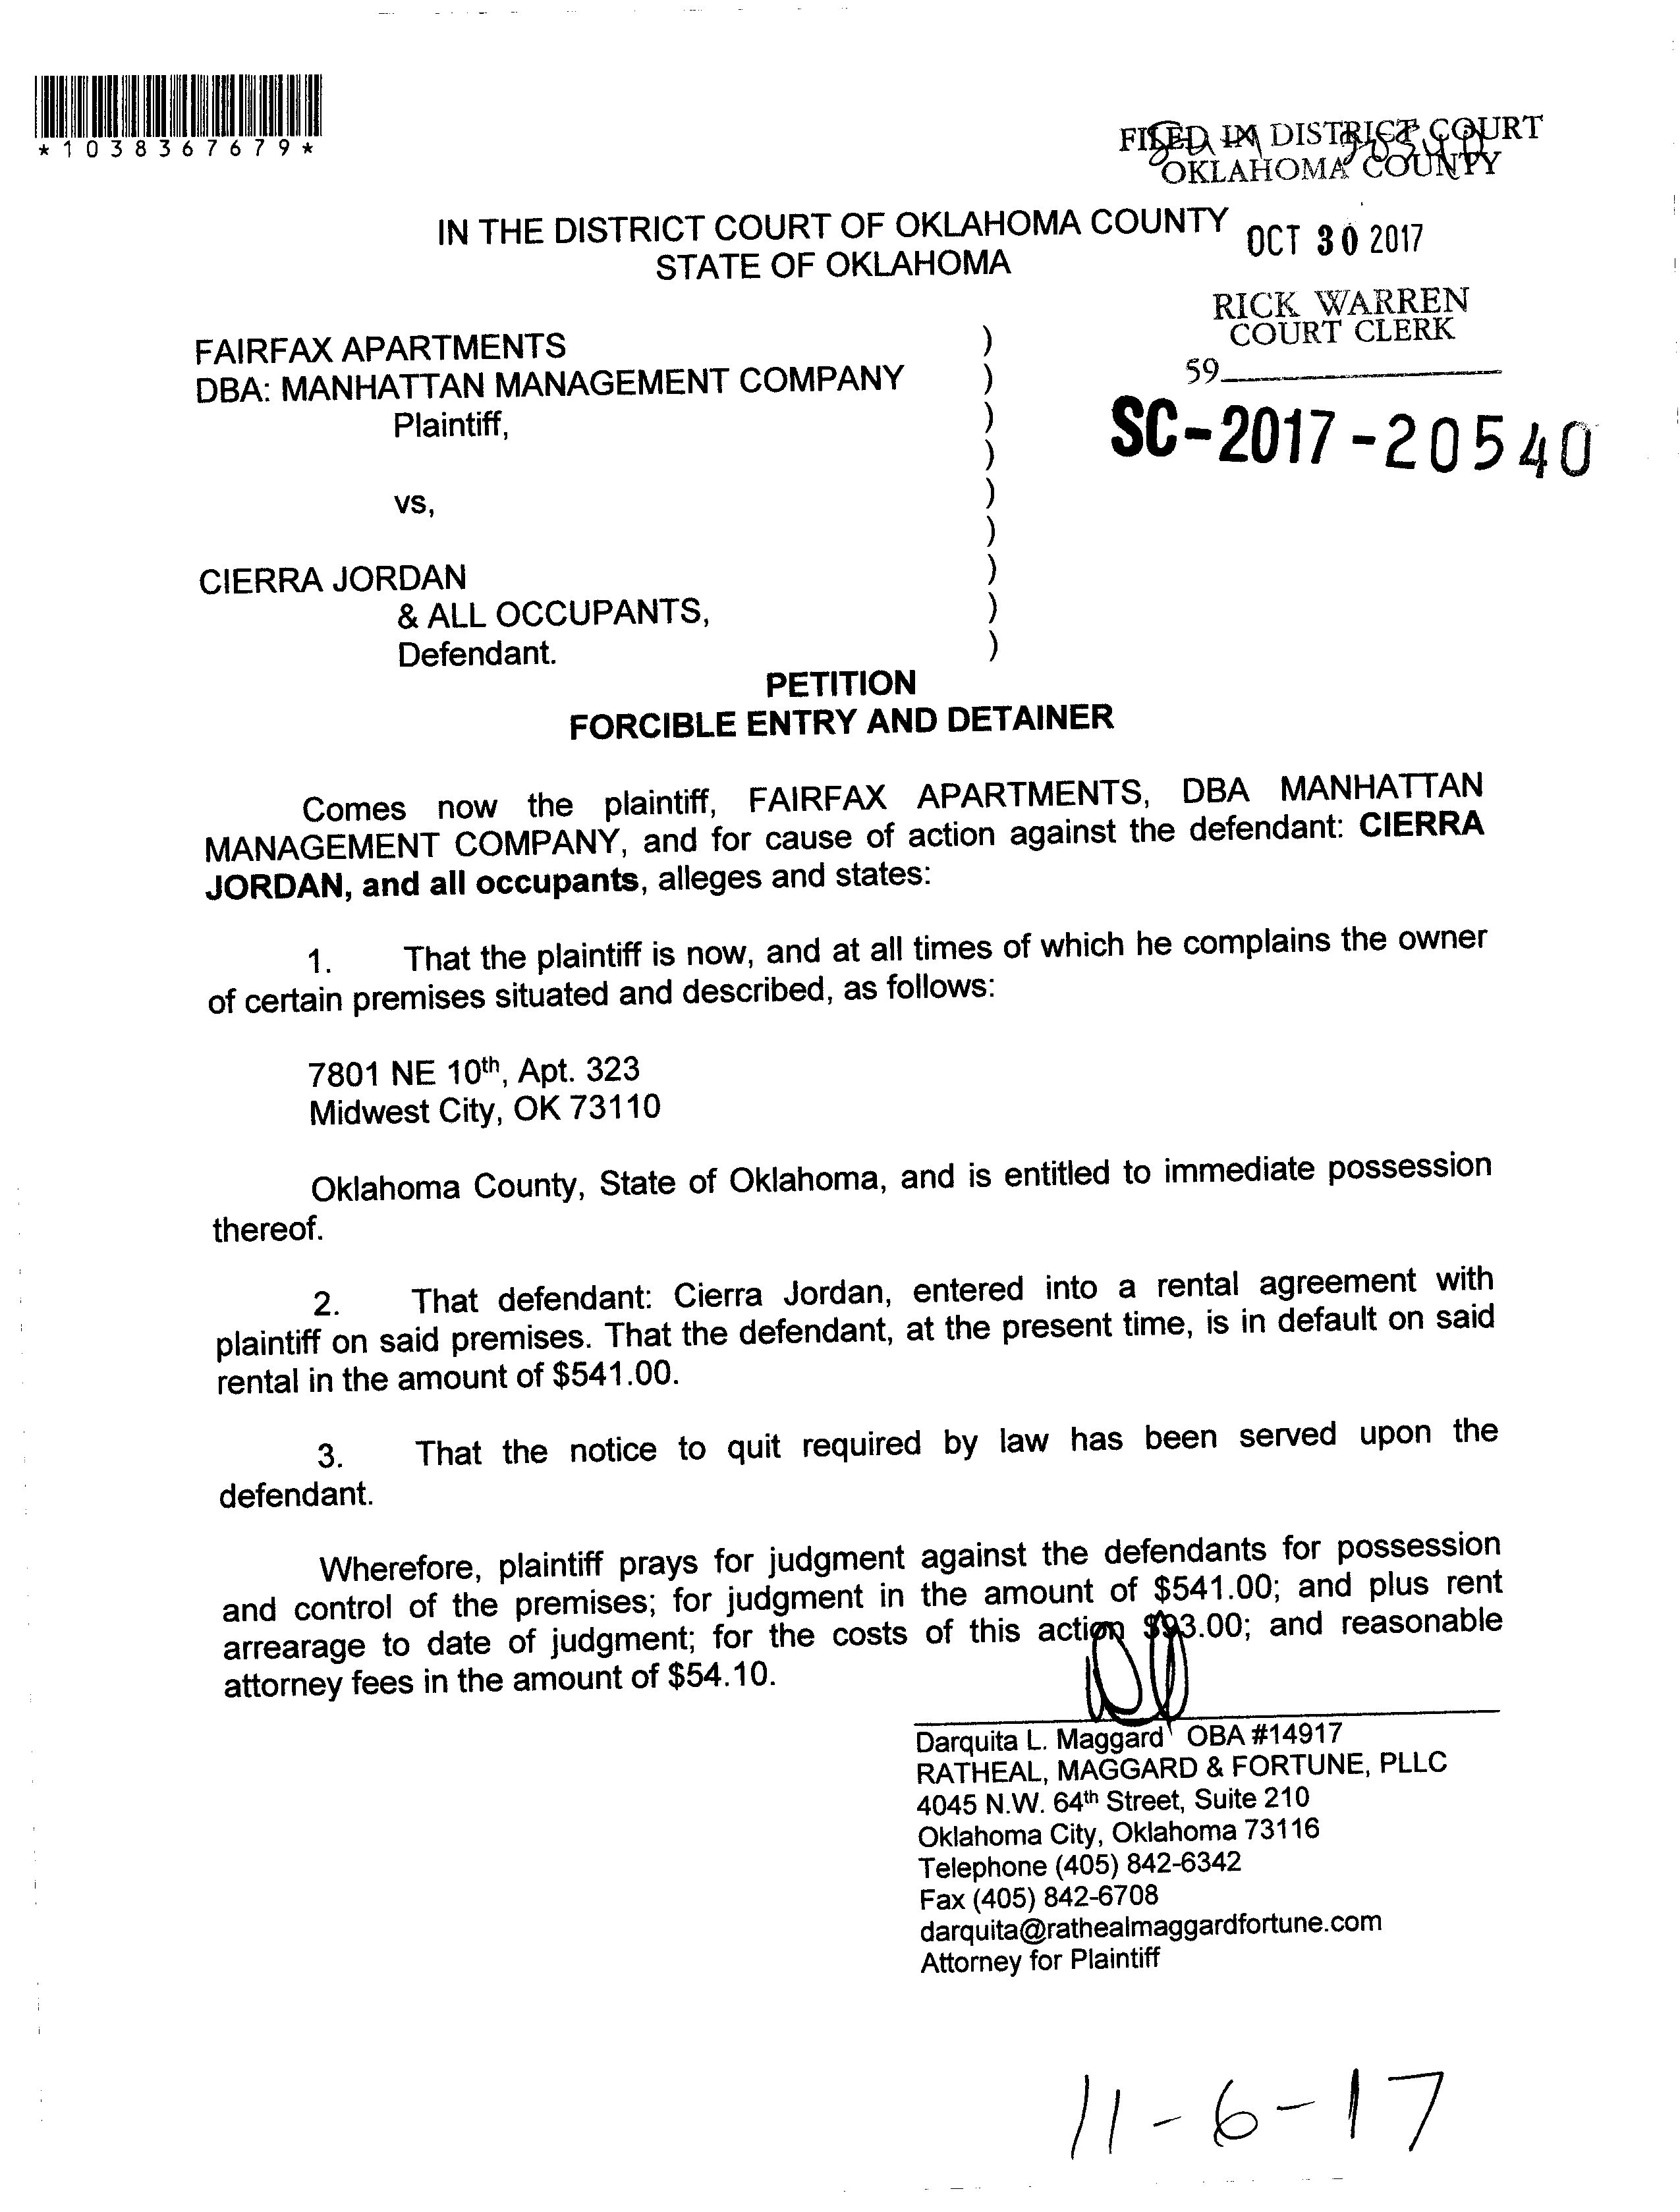 *1038367679*
FILED IN DISTRICT COURT
OKLAHOMA COUNTY
IN THE DISTRICT COURT OF OKLAHOMA COUNTY
STATE OF OKLAHOMA
OCT 30 2017
RICK WARREN
COURT CLERK
59
SC-2017-20540
FAIRFAX APARTMENTS )
DBA: MANHATTAN MANAGEMENT COMPANY )
Plaintiff, )
)
vs, )
)
CIERRA JORDAN )
& ALL OCCUPANTS, )
Defendant. )
PETITION
FORCIBLE ENTRY AND DETAINER
Comes now the plaintiff, FAIRFAX APARTMENTS, DBA MANHATTAN
MANAGEMENT COMPANY, and for cause of action against the defendant: CIERRA
JORDAN, and all occupants, alleges and states:
1. That the plaintiff is now, and at all times of which he complains the owner
of certain premises situated and described, as follows:
7801 NE 10th, Apt. 323
Midwest City, OK 73110
Oklahoma County, State of Oklahoma, and is entitled to immediate possession
thereof.
2. That defendant: Cierra Jordan, entered into a rental agreement with
plaintiff on said premises. That the defendant, at the present time, is in default on said
rental in the amount of $541.00.
3. That the notice to quit required by law has been served upon the
defendant.
Wherefore, plaintiff prays for judgment against the defendants for possession
and control of the premises; for judgment in the amount of $541.00; and plus rent
arrearage to date of judgment; for the costs of this action $93.00; and reasonable
attorney fees in the amount of $54.10.
Darquita L. Maggard OBA #14917
RATHEAL, MAGGARD & FORTUNE, PLLC
4045 N.W. 64th Street, Suite 210
Oklahoma City, Oklahoma 73116
Telephone (405) 842-6342
Fax (405) 842-6708
darquita@rathealmaggardfortune.com
Attorney for Plaintiff
11-6-17